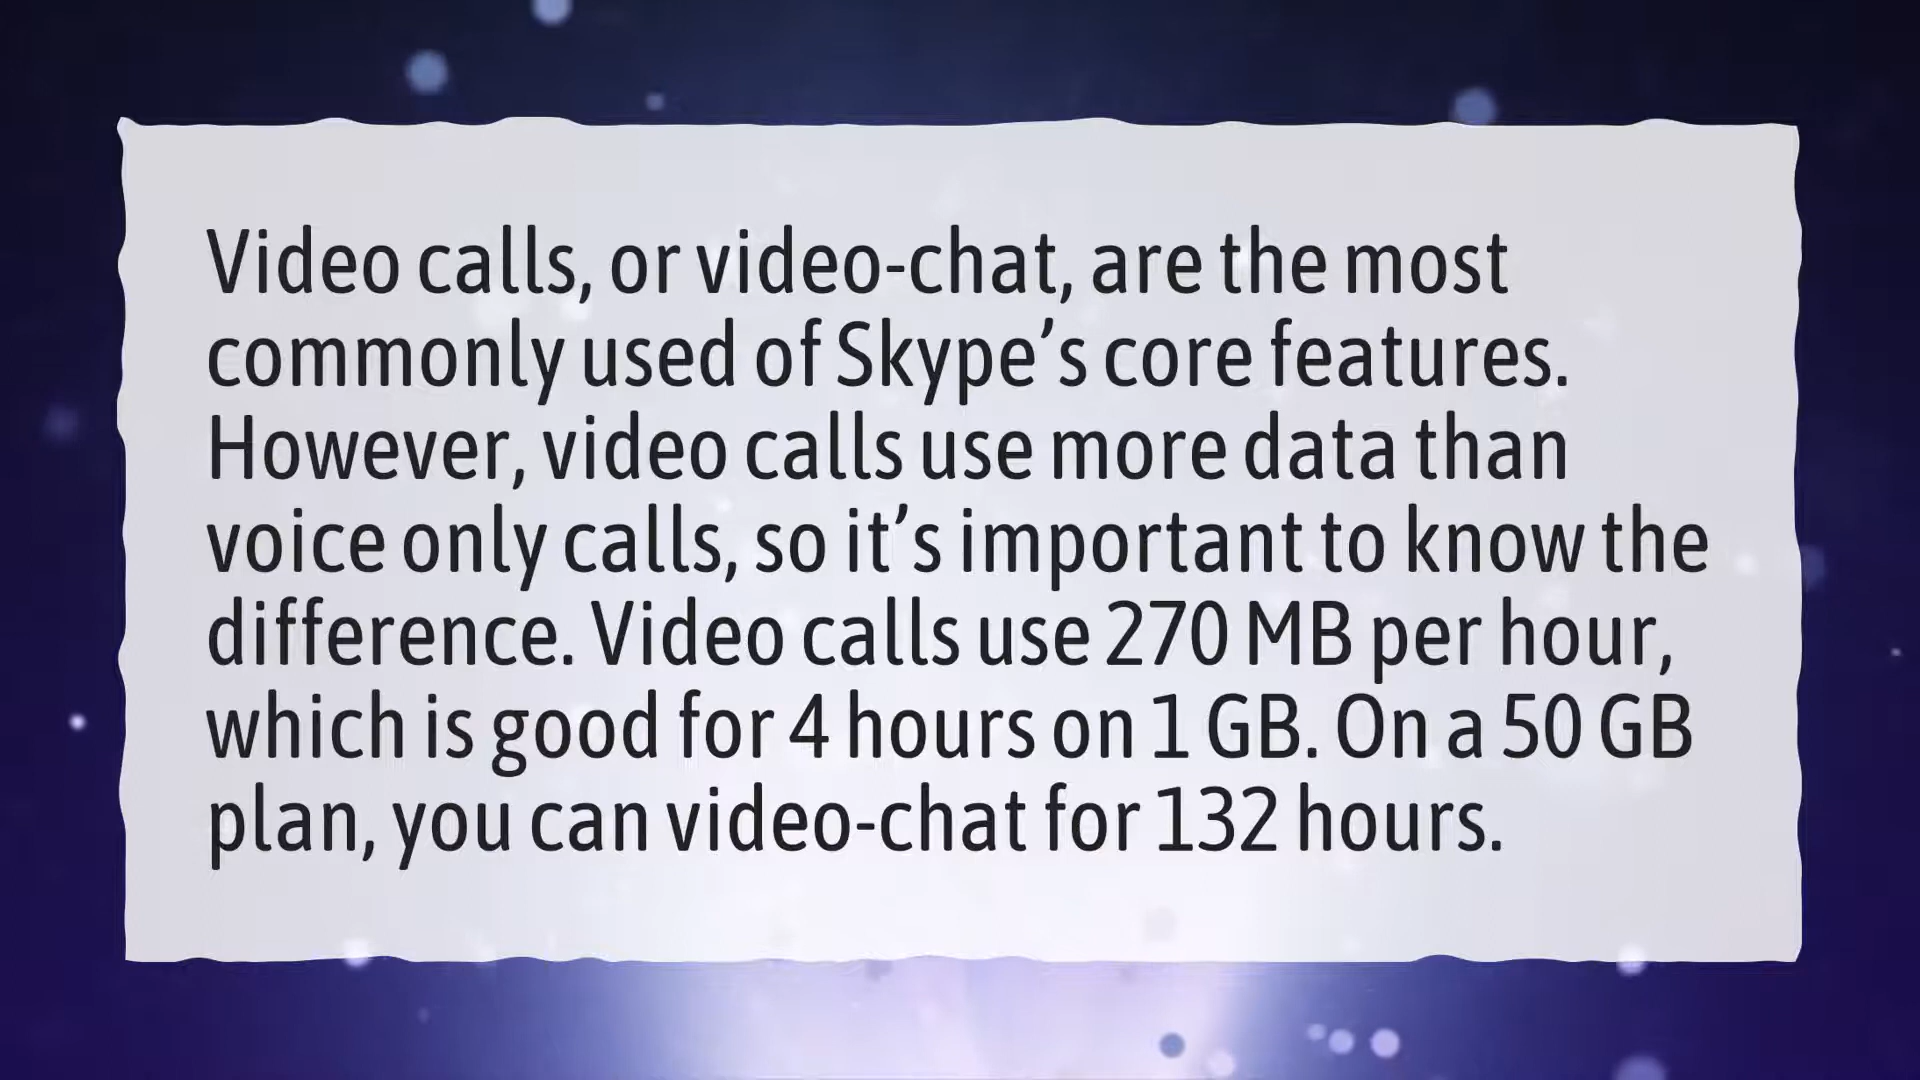 Video calls, or video-chat, are the most
commonly used of Skype’s core features.
However, video calls use more data than
voice only calls, so it’s important to know the
difference. Video calls use 270 MB per hour,
which is good for 4 hours on 1 GB. On a 50 GB
plan, you can video-chat for 132 hours.